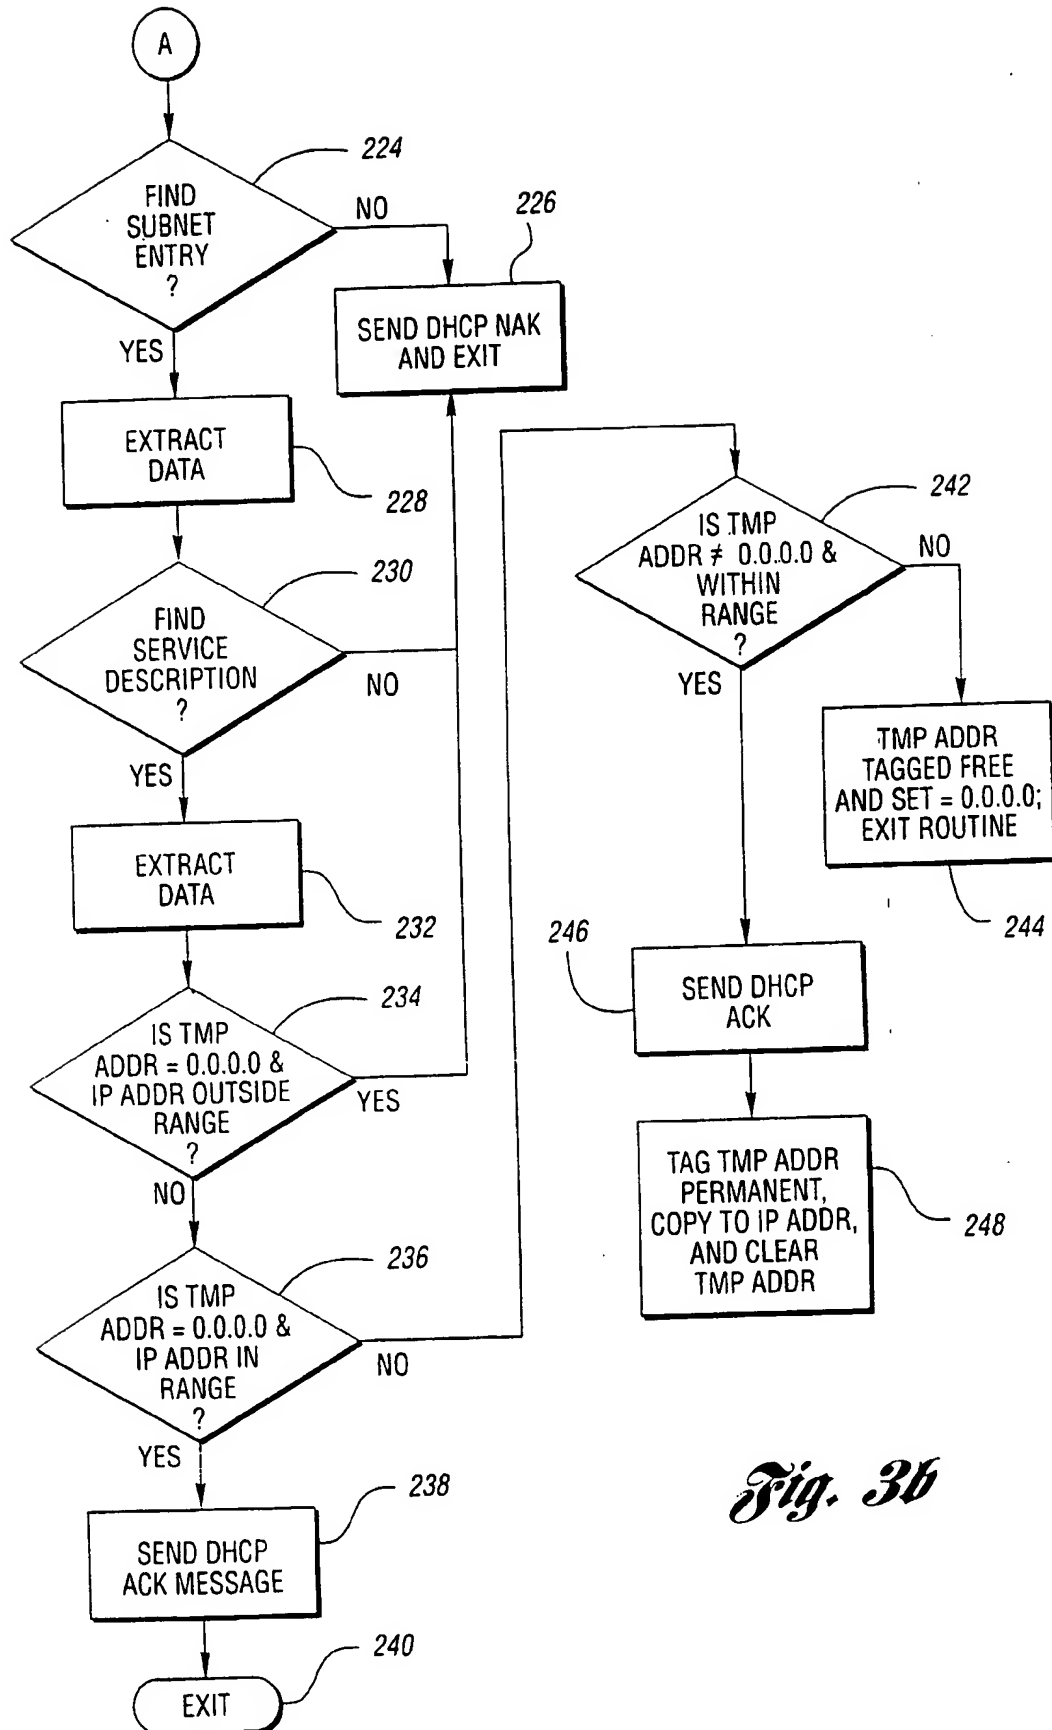 A
224
FIND
SUBNET
ENTRY
?
NO
YES
226
SEND DHCP NAK
AND EXIT
EXTRACT
DATA
228
230
FIND
SERVICE
DESCRIPTION
?
NO
YES
EXTRACT
DATA
232
234
IS TMP
ADDR = 0.0.0.0 &
IP ADDR OUTSIDE
RANGE
?
YES
NO
236
IS TMP
ADDR = 0.0.0.0 &
IP ADDR IN
RANGE
?
NO
YES
238
SEND DHCP
ACK MESSAGE
240
EXIT
242
IS TMP
ADDR ≠ 0.0.0.0 &
WITHIN
RANGE
?
NO
YES
TMP ADDR
TAGGED FREE
AND SET = 0.0.0.0;
EXIT ROUTINE
244
246
SEND DHCP
ACK
TAG TMP ADDR
PERMANENT,
COPY TO IP ADDR,
AND CLEAR
TMP ADDR
248
Fig. 3b